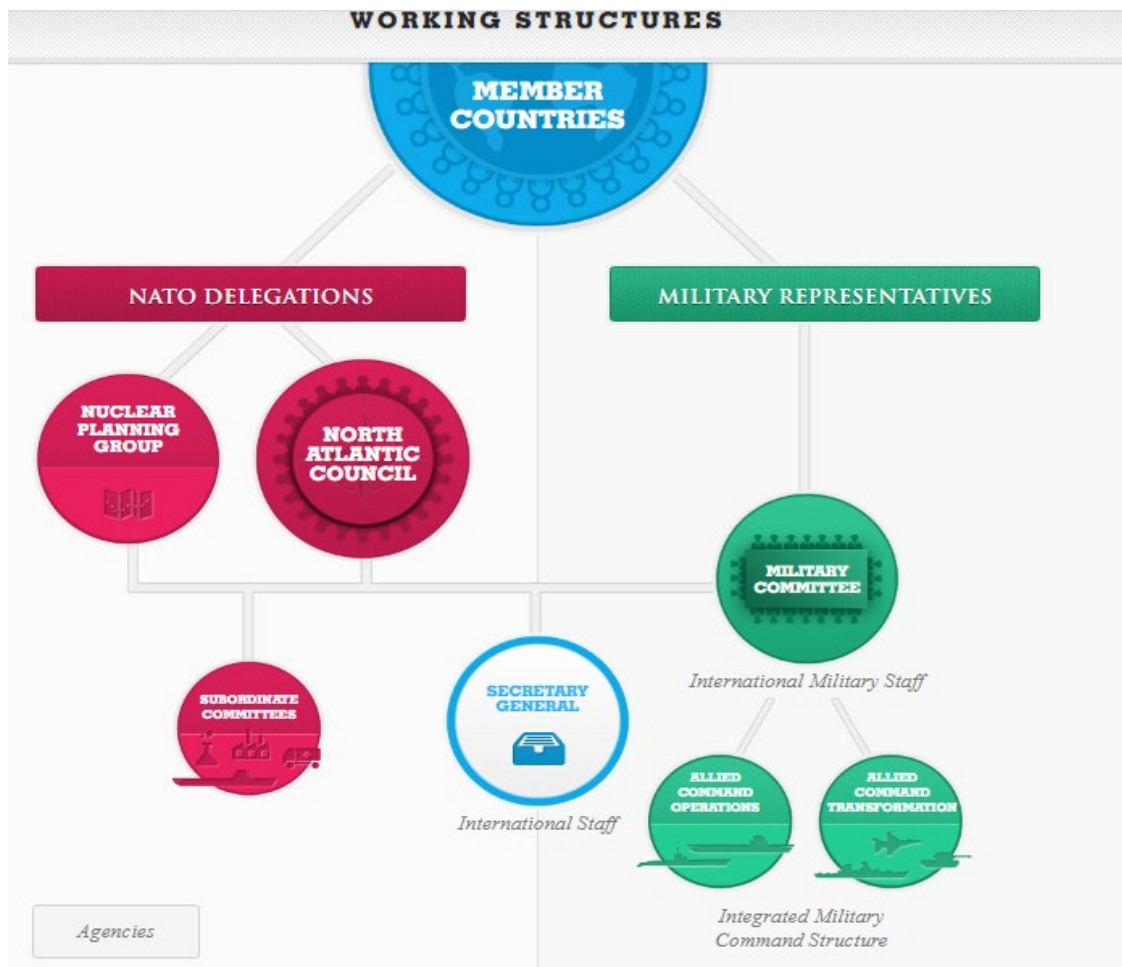 WORKING STRUCTURES
MEMBER
COUNTRIES
NATO DELEGATIONS
MILITARY REPRESENTATIVES
NUCLEAR
PLANNING
GROUP
NORTH
ATLANTIC
COUNCIL
MILITARY
COMMITTEE
International Military Staff
SUBORDINATE
COMMITTEES
SECRETARY
GENERAL
International Staff
ALLIED
COMMAND
OPERATIONS
ALLIED
COMMAND
TRANSFORMATION
Integrated Military
Command Structure
Agencies